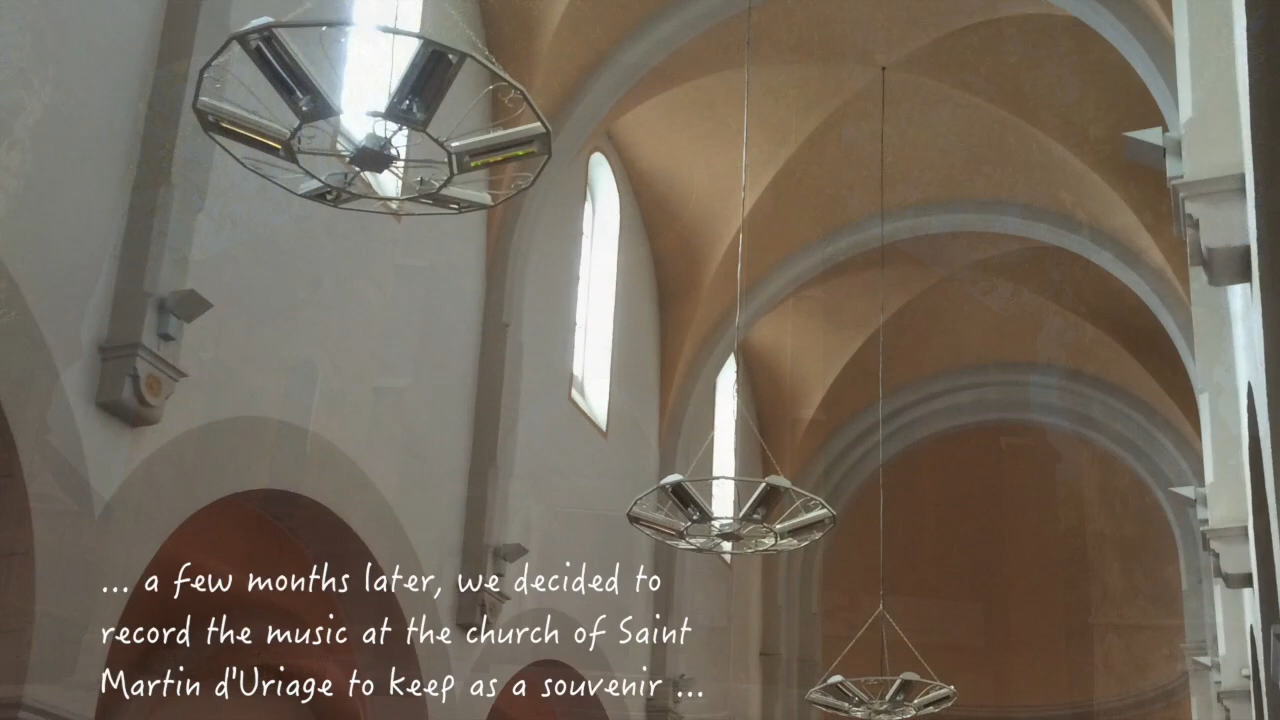 ... a few months later, we decided to
record the music at the church of Saint
Martin d'Uriage to keep as a souvenir ...